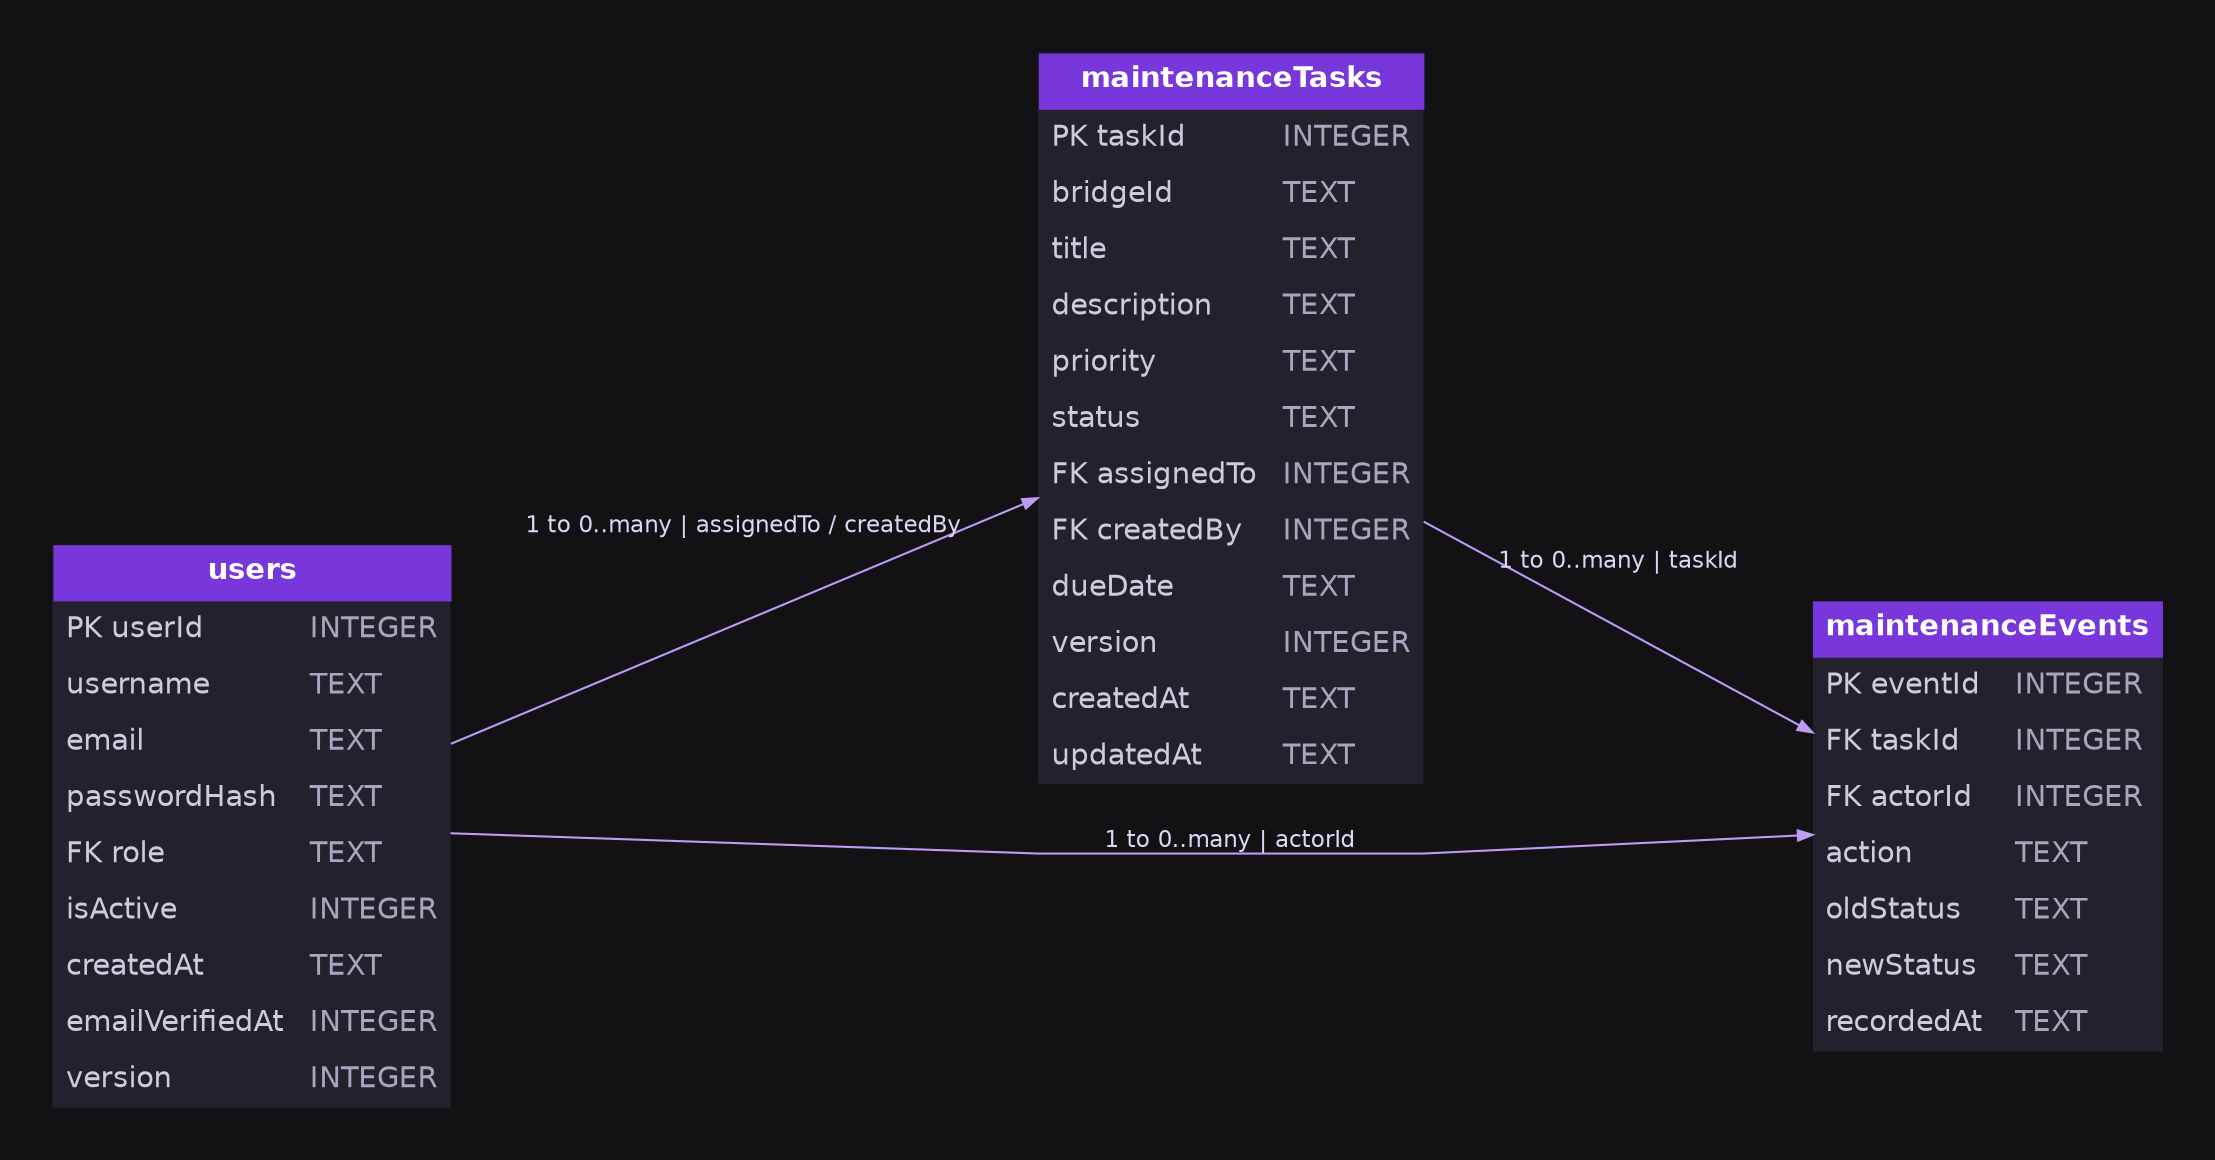 maintenanceTasks
PK taskId INTEGER
bridgeId TEXT
title TEXT
description TEXT
priority TEXT
status TEXT
FK assignedTo INTEGER
FK createdBy INTEGER
dueDate TEXT
version INTEGER
createdAt TEXT
updatedAt TEXT
1 to 0..many | assignedTo / createdBy
1 to 0..many | taskId
users
PK userId INTEGER
username TEXT
email TEXT
passwordHash TEXT
FK role TEXT
isActive INTEGER
createdAt TEXT
emailVerifiedAt INTEGER
version INTEGER
1 to 0..many | actorId
maintenanceEvents
PK eventId INTEGER
FK taskId INTEGER
FK actorId INTEGER
action TEXT
oldStatus TEXT
newStatus TEXT
recordedAt TEXT